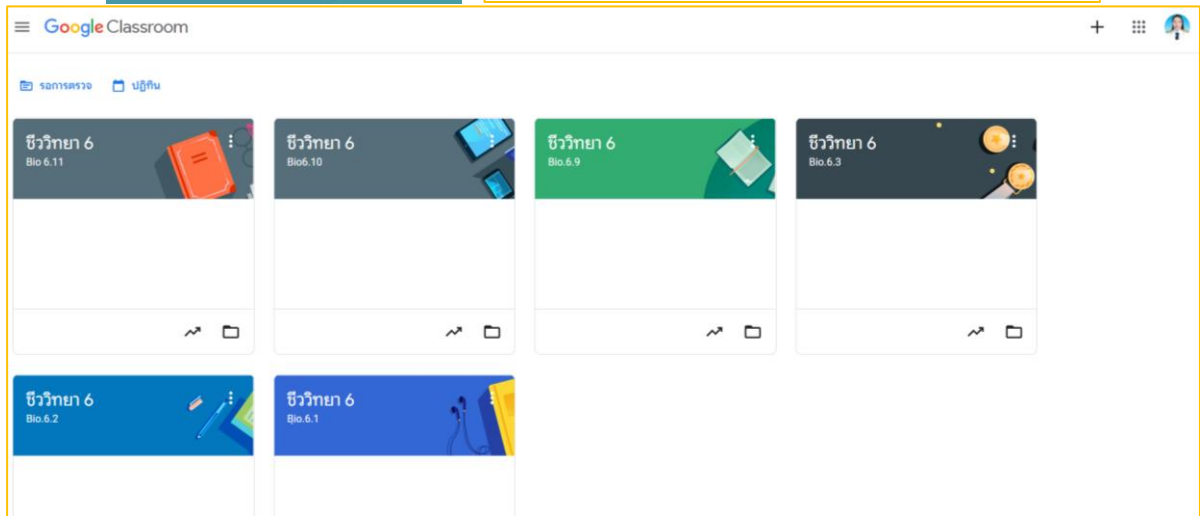 Google Classroom
รอการตรวจ ปฏิทิน
ชีววิทยา 6
Bio 6.11
ชีววิทยา 6
Bio6.10
ชีววิทยา 6
Bio.6.9
ชีววิทยา 6
Bio.6.3
ชีววิทยา 6
Bio.6.2
ชีววิทยา 6
Bio.6.1